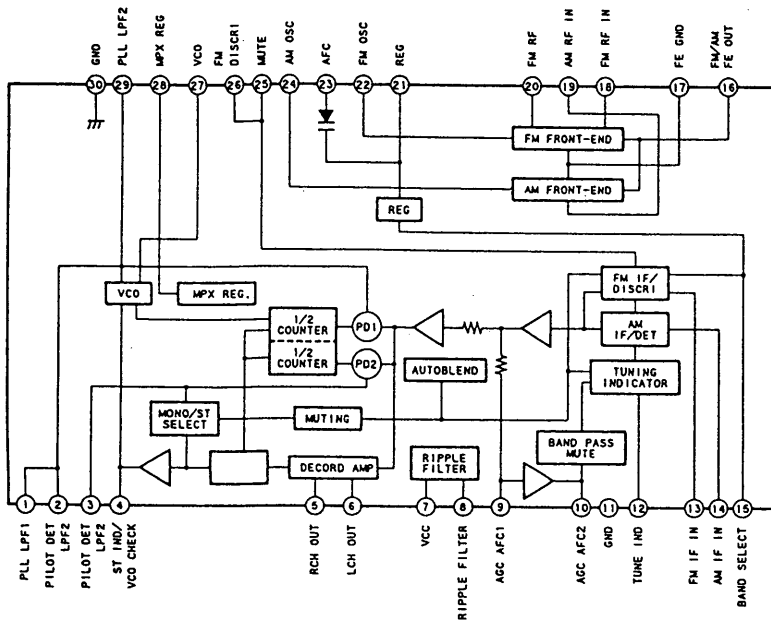 GND
PLL LPF2
MPX REG
VCO
FM
DISCRI
MUTE
AM OSC
AFC
FM OSC
REG
FM RF
AM RF IN
FM RF IN
FE GND
FM/AM
FE OUT
30
29
28
27
26
25
24
23
22
21
20
19
18
17
16
FM FRONT-END
AM FRONT-END
REG
VCO
MPX REG.
1/2
COUNTER
1/2
COUNTER
PD1
PD2
FM IF/
DISCRI
AM
IF/DET
TUNING
INDICATOR
AUTOBLEND
MONO/ST
SELECT
MUTING
BAND PASS
MUTE
DECORD AMP
RIPPLE
FILTER
1
2
3
4
5
6
7
8
9
10
11
12
13
14
15
PLL LPF1
PILOT DET
LPF2
PILOT DET
LPF2
ST IND/
VCO CHECK
RCH OUT
LCH OUT
VCC
RIPPLE FILTER
AGC AFC1
AGC AFC2
GND
TUNE IND
FM IF IN
AM IF IN
BAND SELECT